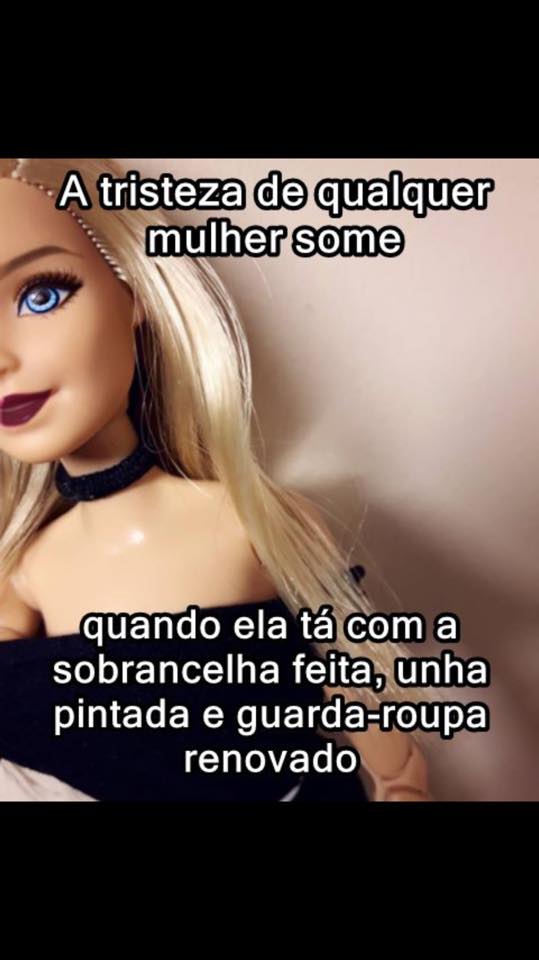 A tristeza de qualquer
mulher some
quando ela tá com a
sobrancelha feita, unha
pintada e guarda-roupa
renovado